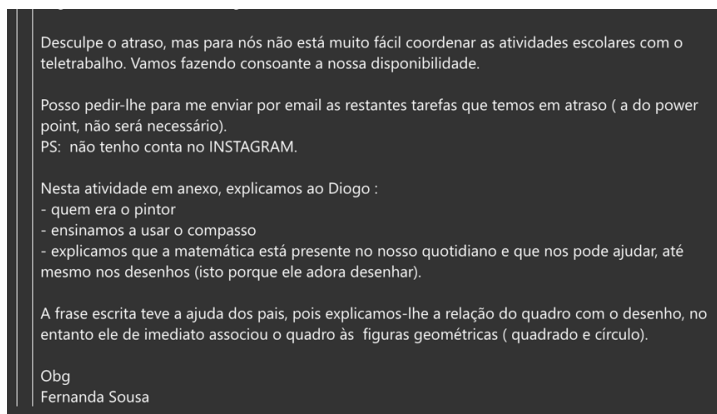 Desculpe o atraso, mas para nós não está muito fácil coordenar as atividades escolares com o
teletrabalho. Vamos fazendo consoante a nossa disponibilidade.
Posso pedir-lhe para me enviar por email as restantes tarefas que temos em atraso ( a do power
point, não será necessário).
PS:  não tenho conta no INSTAGRAM.
Nesta atividade em anexo, explicamos ao Diogo :
- quem era o pintor
- ensinamos a usar o compasso
- explicamos que a matemática está presente no nosso quotidiano e que nos pode ajudar, até
mesmo nos desenhos (isto porque ele adora desenhar).
A frase escrita teve a ajuda dos pais, pois explicamos-lhe a relação do quadro com o desenho, no
entanto ele de imediato associou o quadro às  figuras geométricas ( quadrado e círculo).
Obg
Fernanda Sousa